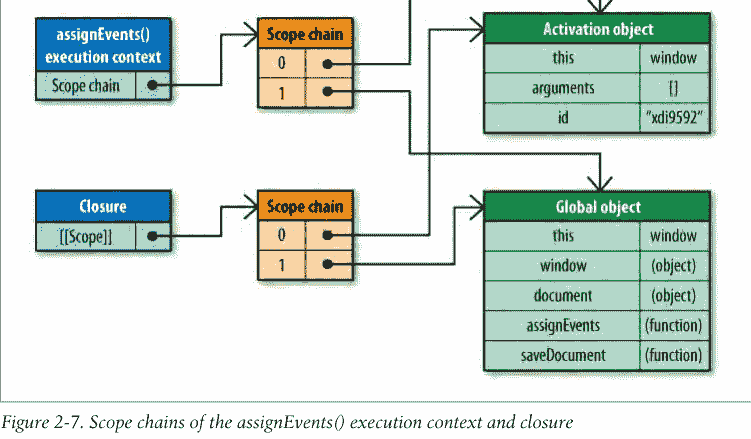 assignEvents()
execution context
Scope chain
Scope chain
0
1
Activation object
this window
arguments []
id "xdi9592"
Closure
[[Scope]]
Scope chain
0
1
Global object
this window
window (object)
document (object)
assignEvents (function)
saveDocument (function)
Figure 2-7. Scope chains of the assignEvents() execution context and closure